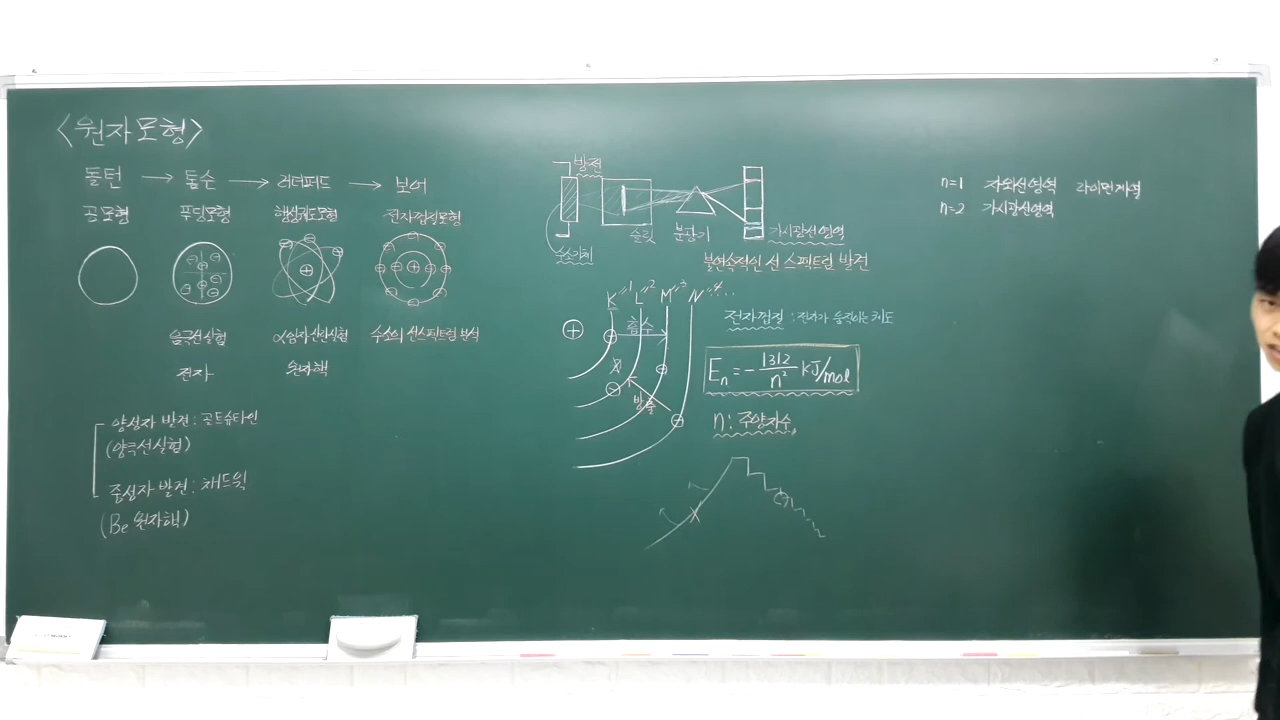 <원자모형>
돌턴 → 톰슨 → 러더퍼드 → 보어
공모형 푸딩모형 행성궤도모형 전자껍질모형
음극선실험 α입자산란실험 수소의 선스펙트럼 분석
전자 원자핵
양성자 발견 : 골트슈타인
(양극선실험)
중성자 발견 : 채드윅
(Be 원자핵)
방전
슬릿 분광기 가시광선영역
수소기체
불연속적인 선 스펙트럼 발견
K L M N ....
1 2 3 4
흡수
방출
전자껍질 : 전자가 움직이는 궤도
En = - 1312/n² kJ/mol
n : 주양자수
n=1 자외선영역 라이먼계열
n=2 가시광선영역